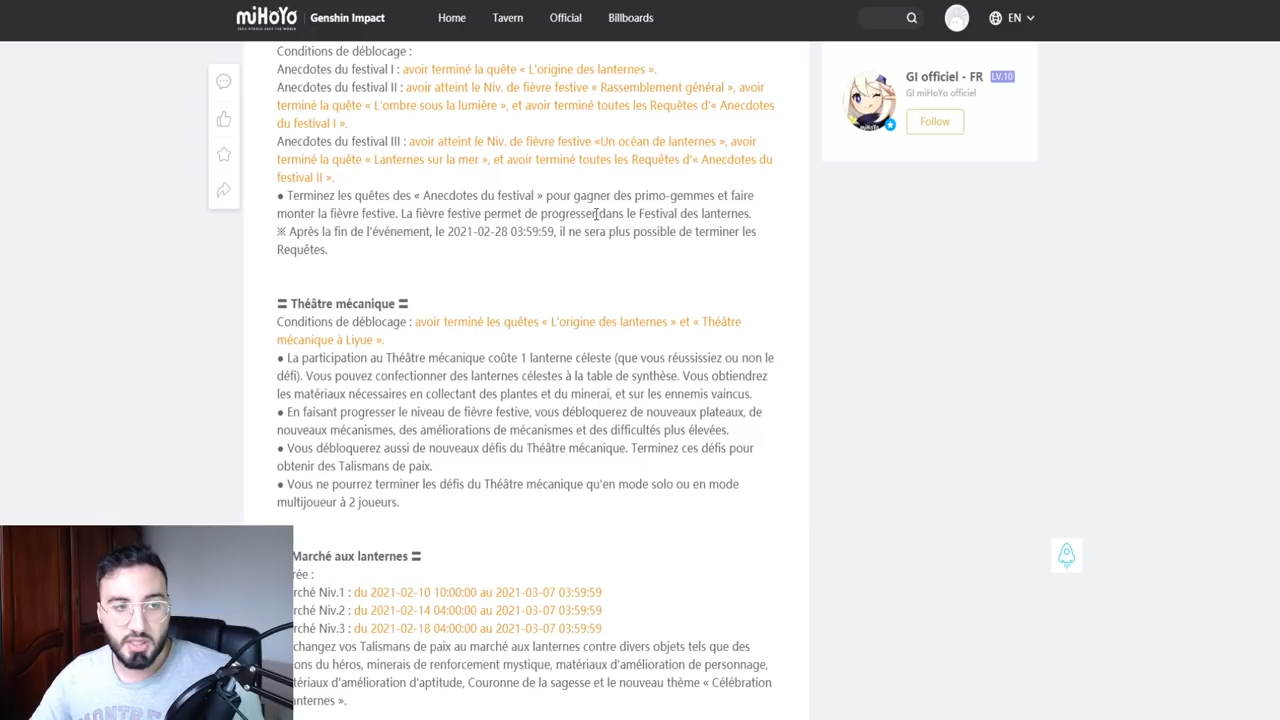 miHoYo
Genshin Impact
Home
Tavern
Official
Billboards
EN
Conditions de déblocage :
Anecdotes du festival I : avoir terminé la quête « L'origine des lanternes ».
Anecdotes du festival II : avoir atteint le Niv. de fièvre festive « Rassemblement général », avoir
terminé la quête « L'ombre sous la lumière », et avoir terminé toutes les Requêtes d'« Anecdotes
du festival I ».
Anecdotes du festival III : avoir atteint le Niv. de fièvre festive «Un océan de lanternes », avoir
terminé la quête « Lanternes sur la mer », et avoir terminé toutes les Requêtes d'« Anecdotes du
festival II ».
● Terminez les quêtes des « Anecdotes du festival » pour gagner des primo-gemmes et faire
monter la fièvre festive. La fièvre festive permet de progresser dans le Festival des lanternes.
※ Après la fin de l'événement, le 2021-02-28 03:59:59, il ne sera plus possible de terminer les
Requêtes.
〓 Théâtre mécanique 〓
Conditions de déblocage : avoir terminé les quêtes « L'origine des lanternes » et « Théâtre
mécanique à Liyue ».
● La participation au Théâtre mécanique coûte 1 lanterne céleste (que vous réussissiez ou non le
défi). Vous pouvez confectionner des lanternes célestes à la table de synthèse. Vous obtiendrez
les matériaux nécessaires en collectant des plantes et du minerai, et sur les ennemis vaincus.
● En faisant progresser le niveau de fièvre festive, vous débloquerez de nouveaux plateaux, de
nouveaux mécanismes, des améliorations de mécanismes et des difficultés plus élevées.
● Vous débloquerez aussi de nouveaux défis du Théâtre mécanique. Terminez ces défis pour
obtenir des Talismans de paix.
● Vous ne pourrez terminer les défis du Théâtre mécanique qu'en mode solo ou en mode
multijoueur à 2 joueurs.
Marché aux lanternes 〓
rée :
rché Niv.1 : du 2021-02-10 10:00:00 au 2021-03-07 03:59:59
rché Niv.2 : du 2021-02-14 04:00:00 au 2021-03-07 03:59:59
rché Niv.3 : du 2021-02-18 04:00:00 au 2021-03-07 03:59:59
changez vos Talismans de paix au marché aux lanternes contre divers objets tels que des
ons du héros, minerais de renforcement mystique, matériaux d'amélioration de personnage,
tériaux d'amélioration d'aptitude, Couronne de la sagesse et le nouveau thème « Célébration
anternes ».
GI officiel - FR LV.10
GI miHoYo officiel
Follow